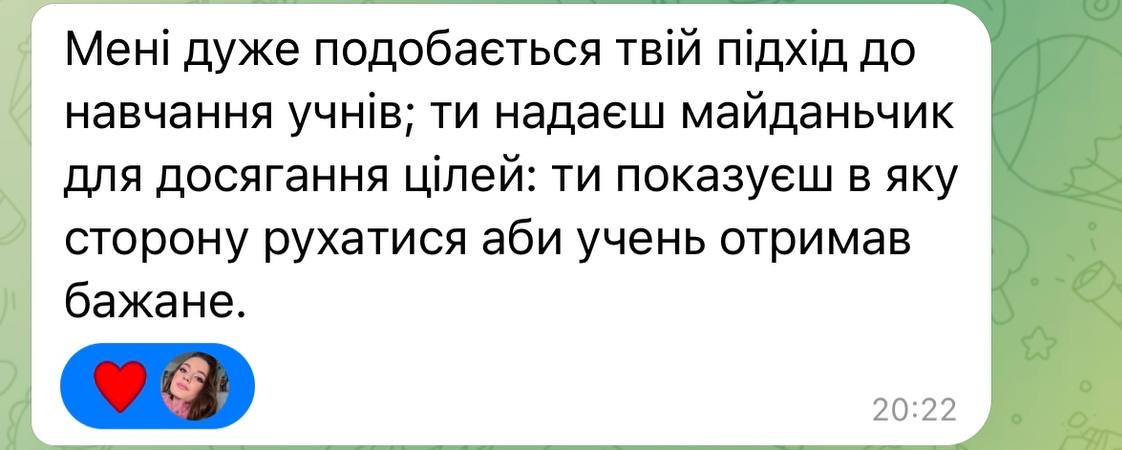 Мені дуже подобається твій підхід до
навчання учнів; ти надаєш майданьчик
для досягання цілей: ти показуєш в яку
сторону рухатися аби учень отримав
бажане.
20:22